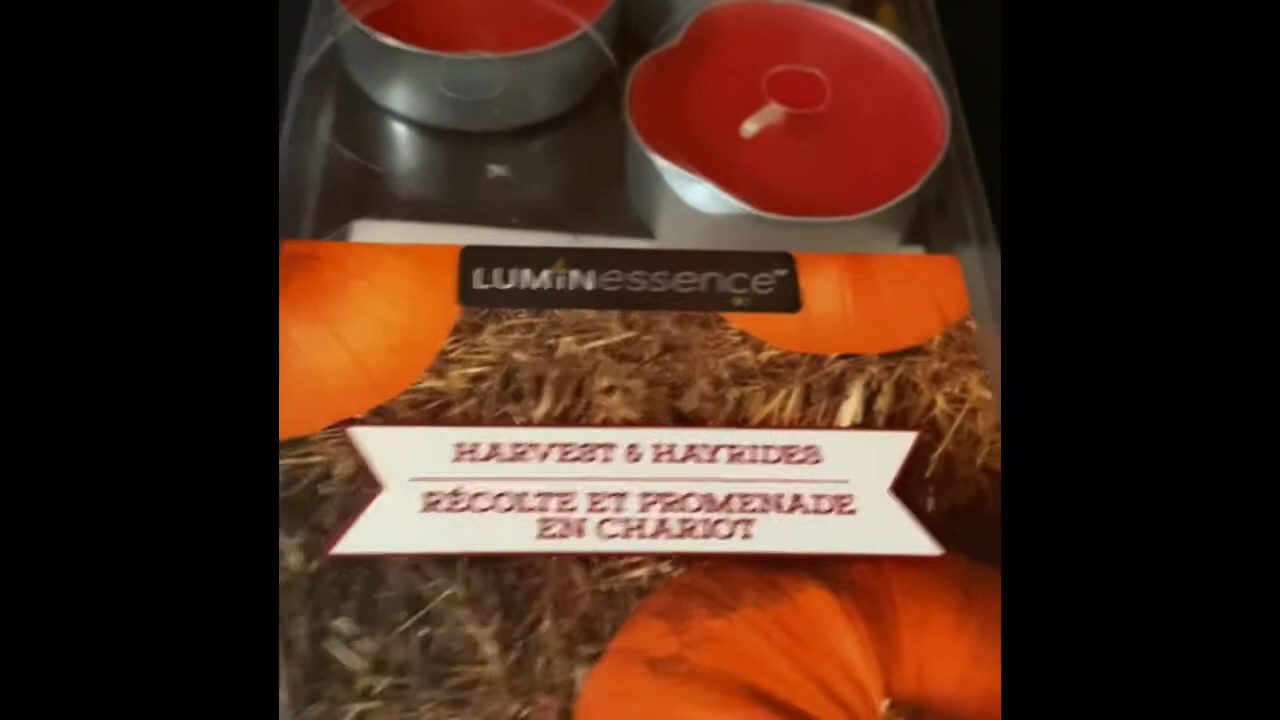 LUMiNessence
HARVEST & HAYRIDES
RÉCOLTE ET PROMENADE
EN CHARIOT